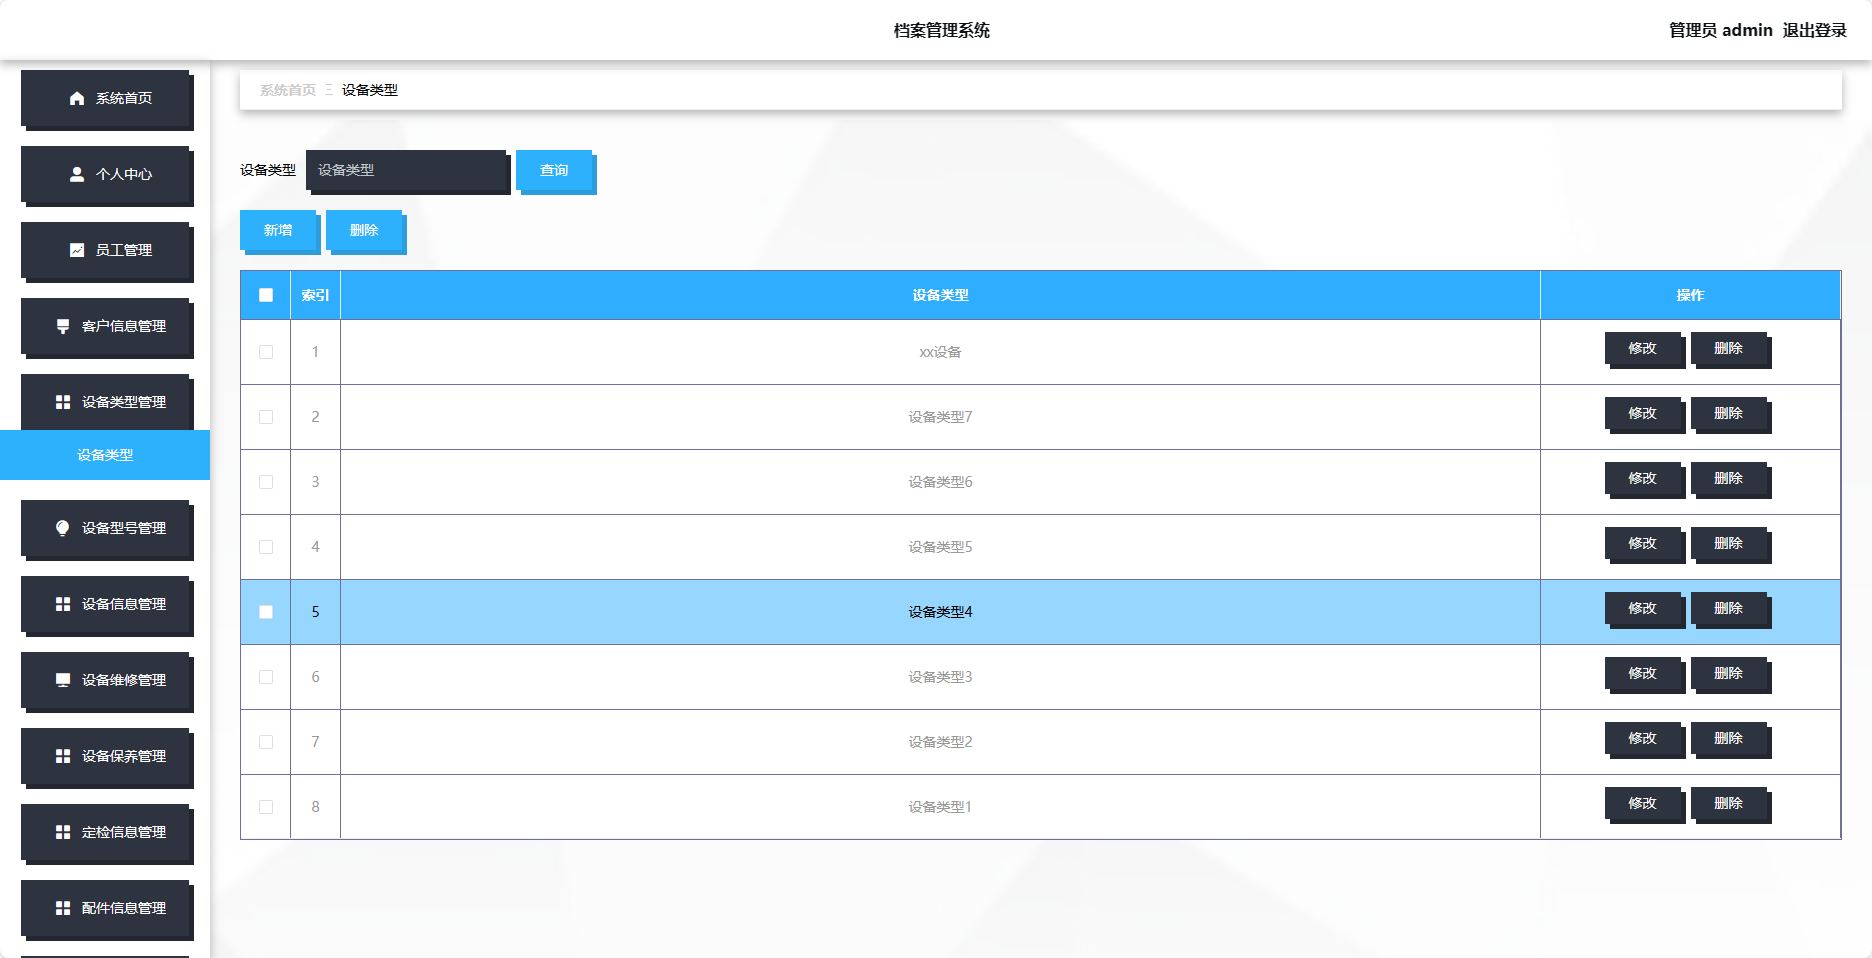 档案管理系统
管理员 admin 退出登录
系统首页
个人中心
员工管理
客户信息管理
设备类型管理
设备类型
设备型号管理
设备信息管理
设备维修管理
设备保养管理
定检信息管理
配件信息管理
系统首页 Ξ 设备类型
设备类型 设备类型 查询
新增 删除
索引 设备类型 操作
1 xx设备 修改 删除
2 设备类型7 修改 删除
3 设备类型6 修改 删除
4 设备类型5 修改 删除
5 设备类型4 修改 删除
6 设备类型3 修改 删除
7 设备类型2 修改 删除
8 设备类型1 修改 删除